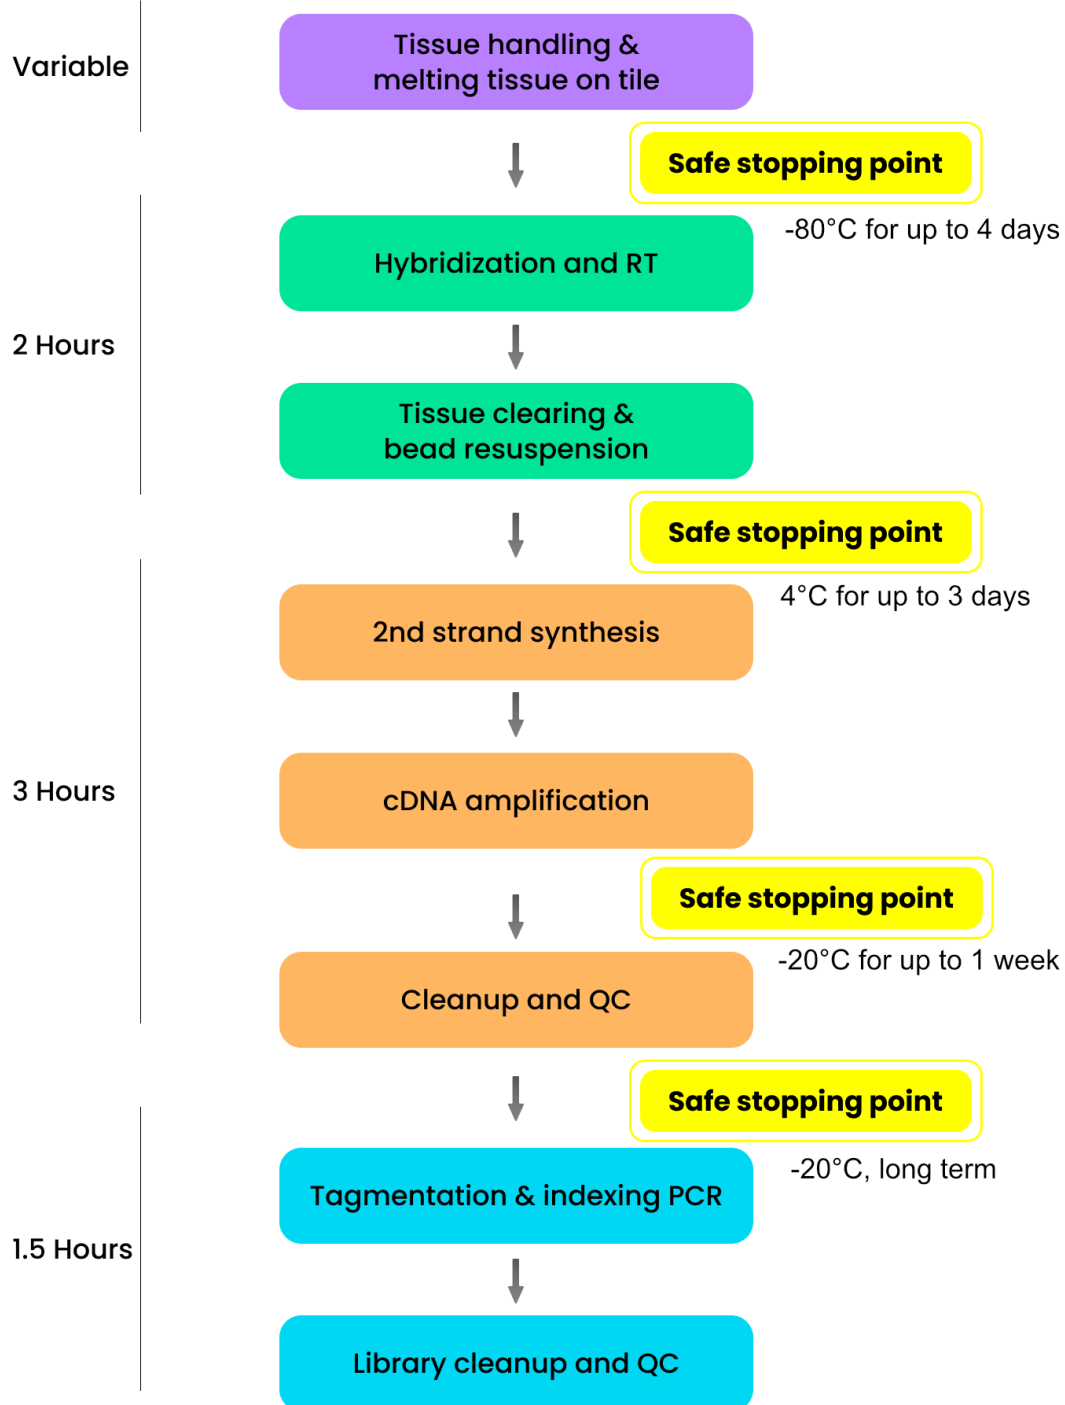 Variable
Tissue handling &
melting tissue on tile
Safe stopping point
-80°C for up to 4 days
Hybridization and RT
2 Hours
Tissue clearing &
bead resuspension
Safe stopping point
4°C for up to 3 days
2nd strand synthesis
3 Hours
cDNA amplification
Safe stopping point
-20°C for up to 1 week
Cleanup and QC
Safe stopping point
-20°C, long term
Tagmentation & indexing PCR
1.5 Hours
Library cleanup and QC